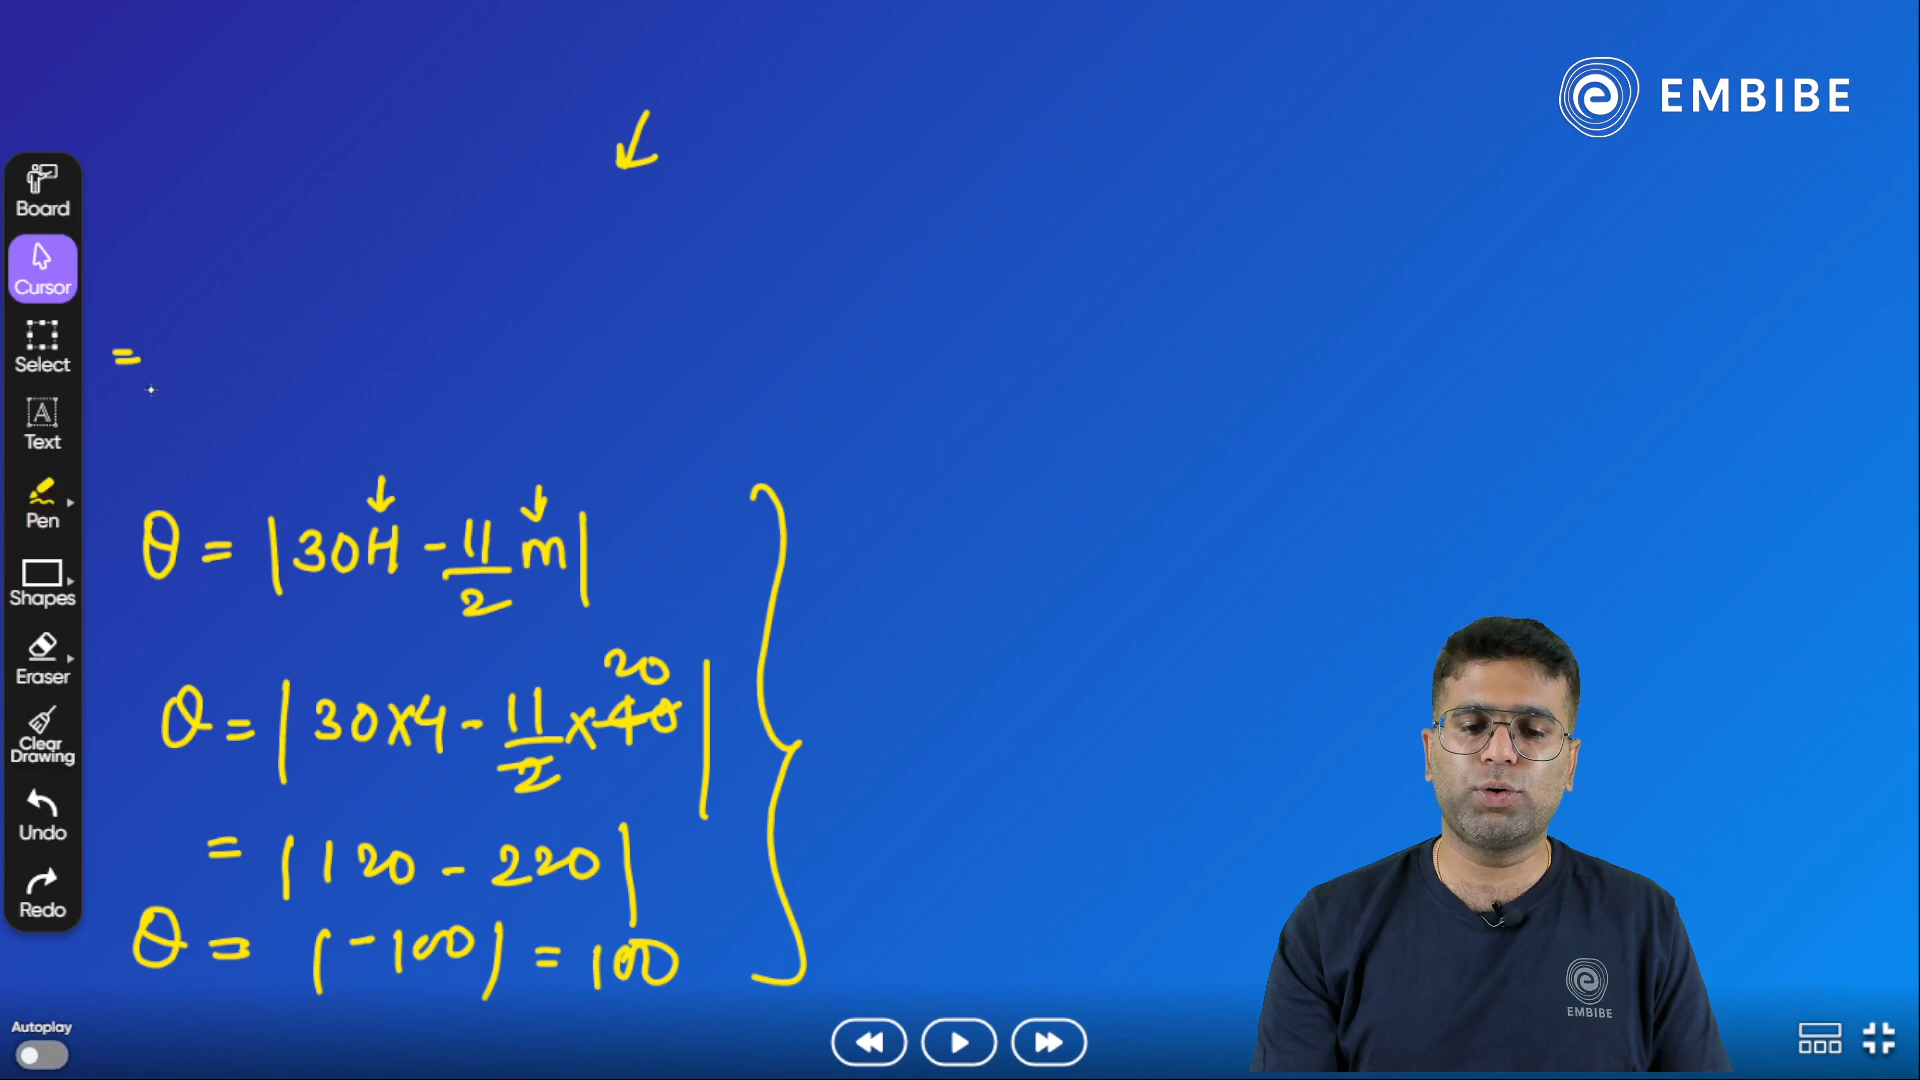 EMBIBE
Board
Cursor
Select
Text
Pen
Shapes
Eraser
Clear
Drawing
Undo
Redo
Autoplay
=
θ = |30H - 11/2 m|
θ = |30×4 - 11/2 × 40| 20
= |120 - 220|
θ = |-100| = 100
EMBIBE